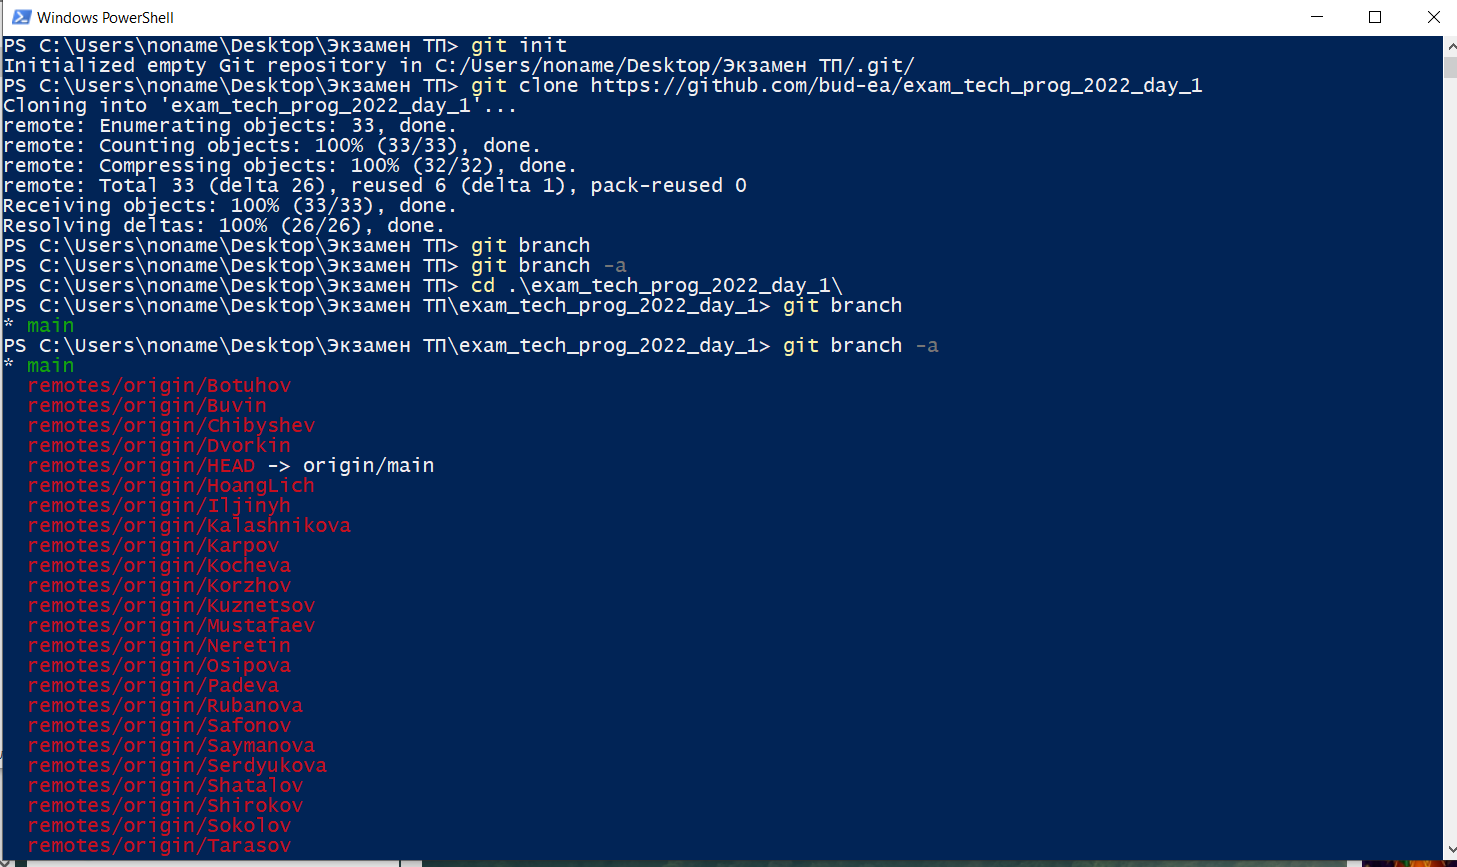 Windows PowerShell
PS C:\Users\noname\Desktop\Экзамен ТП> git init
Initialized empty Git repository in C:/Users/noname/Desktop/Экзамен ТП/.git/
PS C:\Users\noname\Desktop\Экзамен ТП> git clone https://github.com/bud-ea/exam_tech_prog_2022_day_1
Cloning into 'exam_tech_prog_2022_day_1'...
remote: Enumerating objects: 33, done.
remote: Counting objects: 100% (33/33), done.
remote: Compressing objects: 100% (32/32), done.
remote: Total 33 (delta 26), reused 6 (delta 1), pack-reused 0
Receiving objects: 100% (33/33), done.
Resolving deltas: 100% (26/26), done.
PS C:\Users\noname\Desktop\Экзамен ТП> git branch
PS C:\Users\noname\Desktop\Экзамен ТП> git branch -a
PS C:\Users\noname\Desktop\Экзамен ТП> cd .\exam_tech_prog_2022_day_1\
PS C:\Users\noname\Desktop\Экзамен ТП\exam_tech_prog_2022_day_1> git branch
* main
PS C:\Users\noname\Desktop\Экзамен ТП\exam_tech_prog_2022_day_1> git branch -a
* main
remotes/origin/Botuhov
remotes/origin/Buvin
remotes/origin/Chibyshev
remotes/origin/Dvorkin
remotes/origin/HEAD -> origin/main
remotes/origin/HoangLich
remotes/origin/Iljinyh
remotes/origin/Kalashnikova
remotes/origin/Karpov
remotes/origin/Kocheva
remotes/origin/Korzhov
remotes/origin/Kuznetsov
remotes/origin/Mustafaev
remotes/origin/Neretin
remotes/origin/Osipova
remotes/origin/Padeva
remotes/origin/Rubanova
remotes/origin/Safonov
remotes/origin/Saymanova
remotes/origin/Serdyukova
remotes/origin/Shatalov
remotes/origin/Shirokov
remotes/origin/Sokolov
remotes/origin/Tarasov